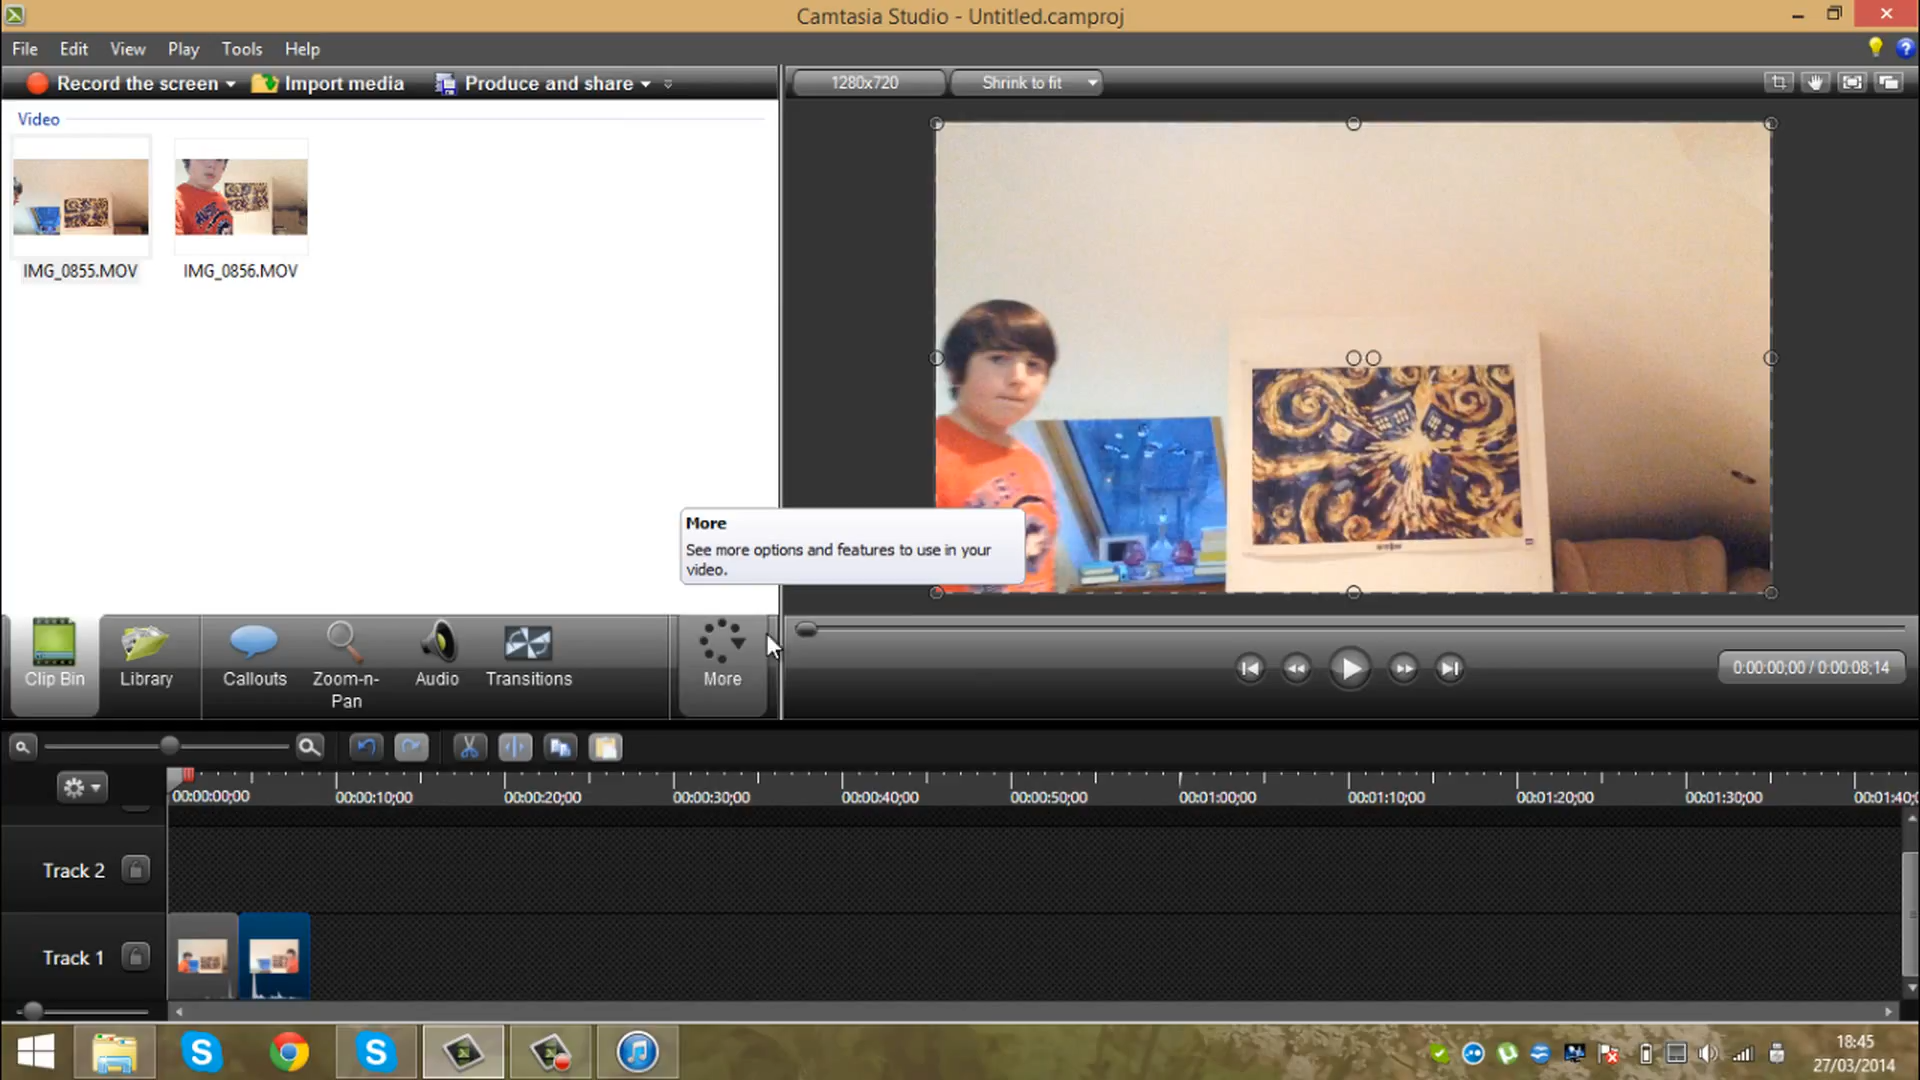 Camtasia Studio - Untitled.camproj
File Edit View Play Tools Help
Record the screen Import media Produce and share
1280x720 Shrink to fit
Video
IMG_0855.MOV IMG_0856.MOV
More
See more options and features to use in your
video.
Clip Bin Library Callouts Zoom-n-
Pan Audio Transitions More
0:00:00;00 / 0:00:08;14
00:00:00;00 00:00:10;00 00:00:20;00 00:00:30;00 00:00:40;00 00:00:50;00 00:01:00;00 00:01:10;00 00:01:20;00 00:01:30;00 00:01:40;
Track 2
Track 1
18:45
27/03/2014